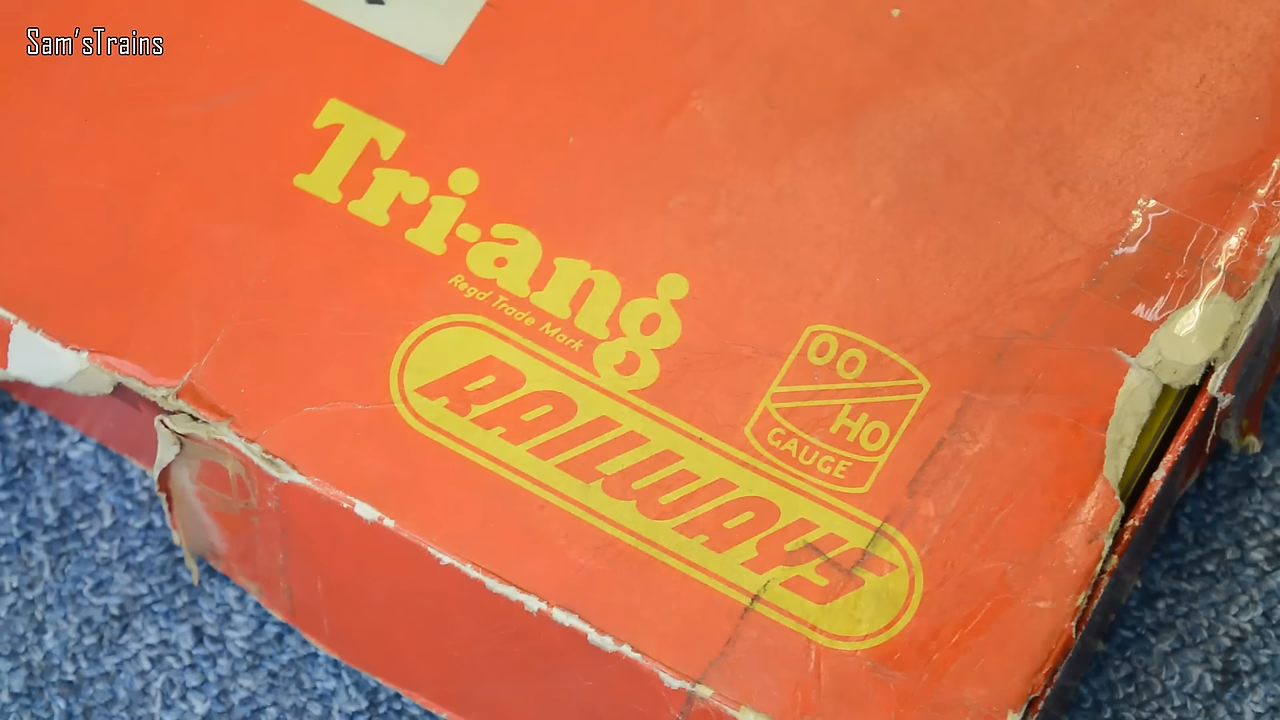 Sam'sTrains
Tri-ang
Regd. Trade Mark
RAILWAYS
OO
HO
GAUGE